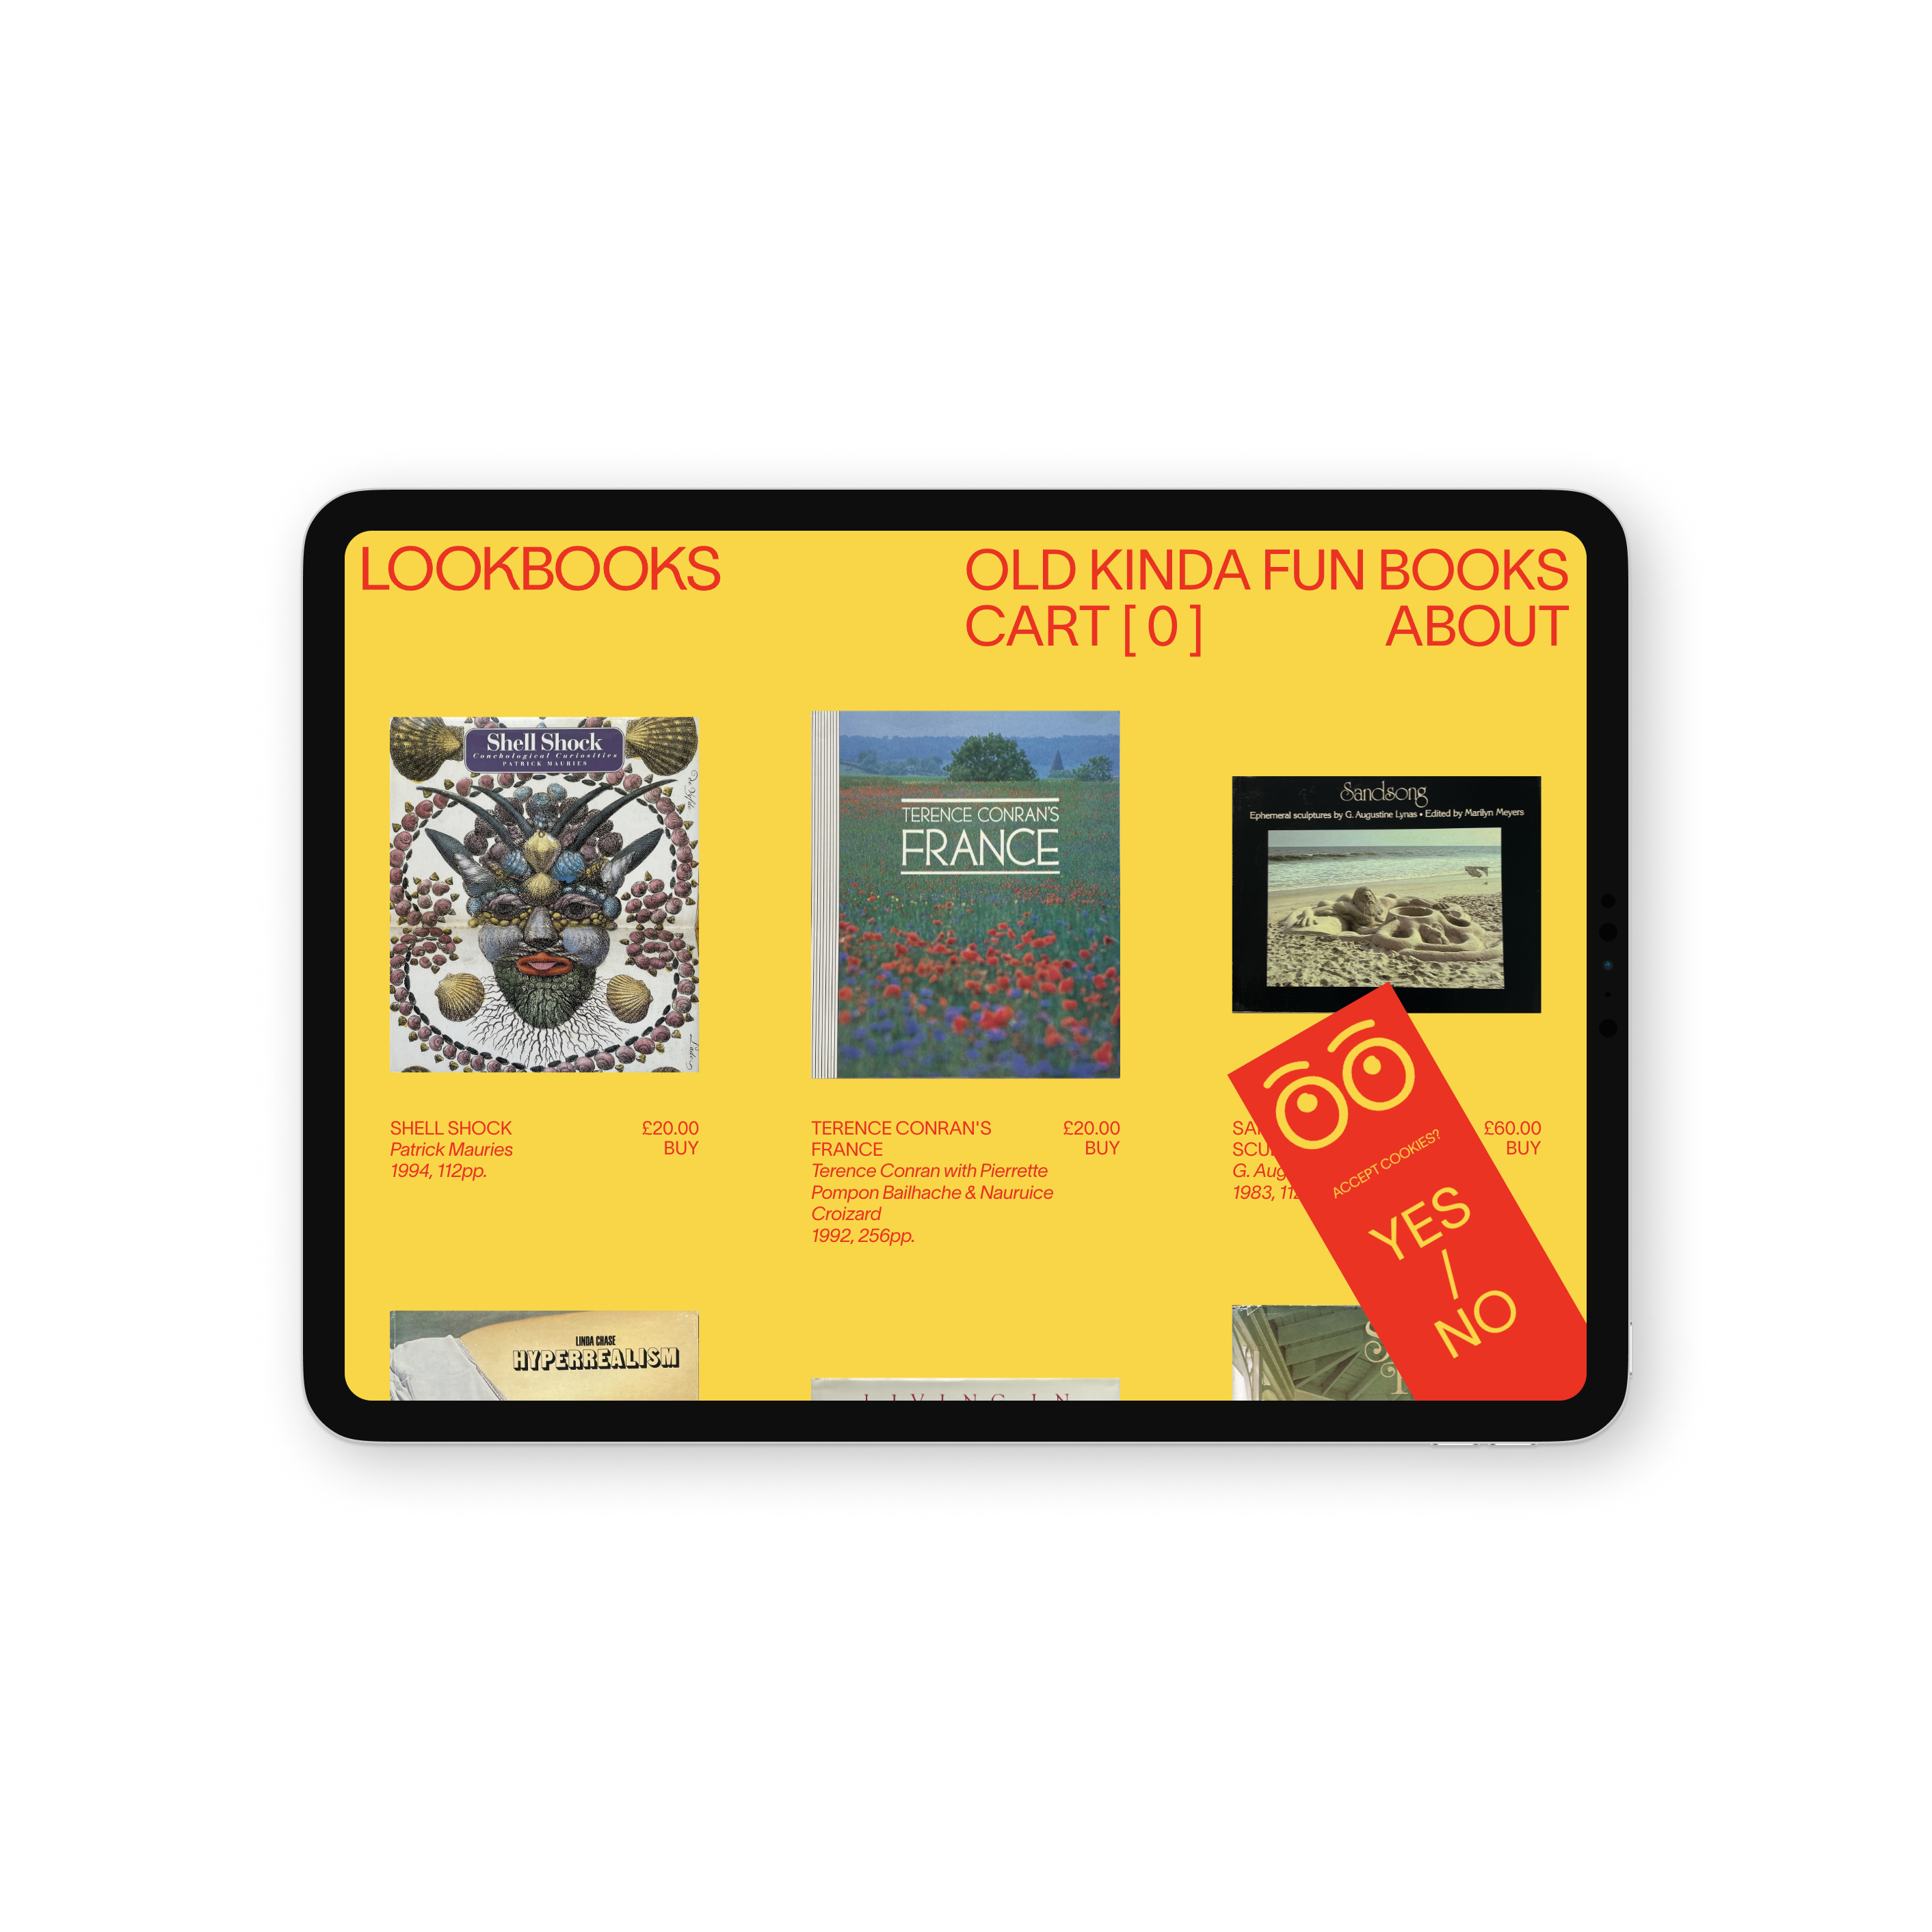 LOOKBOOKS
OLD KINDA FUN BOOKS
CART [ 0 ]
ABOUT
Shell Shock
Conchological Curiosities
PATRICK MAURIES
TERENCE CONRAN'S
FRANCE
Sandsong
Ephemeral sculptures by G. Augustine Lynas • Edited by Marilyn Meyers
SHELL SHOCK
£20.00
Patrick Mauries
BUY
1994, 112pp.
TERENCE CONRAN'S
£20.00
FRANCE
BUY
Terence Conran with Pierrette
Pompon Bailhache & Nauruice
Croizard
1992, 256pp.
£60.00
BUY
G.
1983,
ACCEPT COOKIES?
YES
/
NO
LINDA CHASE
HYPERREALISM
LIVING IN